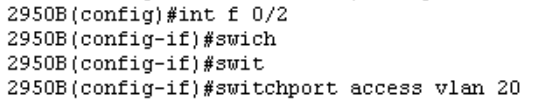 2950B(config)#int f 0/2
2950B(config-if)#swich
2950B(config-if)#swit
2950B(config-if)#switchport access vlan 20